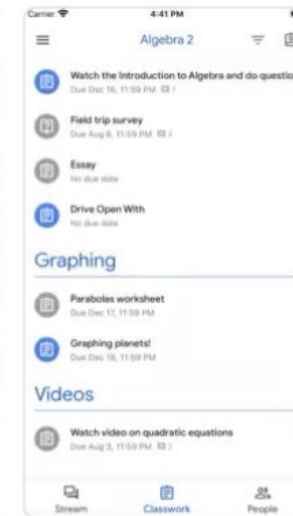 Carrier
4:41 PM
Algebra 2
Watch the Introduction to Algebra and do questio
Due Dec 16, 11:59 PM
Field trip survey
Due Aug 6, 11:59 PM
Essay
No due date
Drive Open With
No due date
Graphing
Parabolas worksheet
Due Dec 17, 11:59 PM
Graphing planets!
Due Dec 18, 11:59 PM
Videos
Watch video on quadratic equations
Due Aug 3, 11:59 PM
Stream
Classwork
People